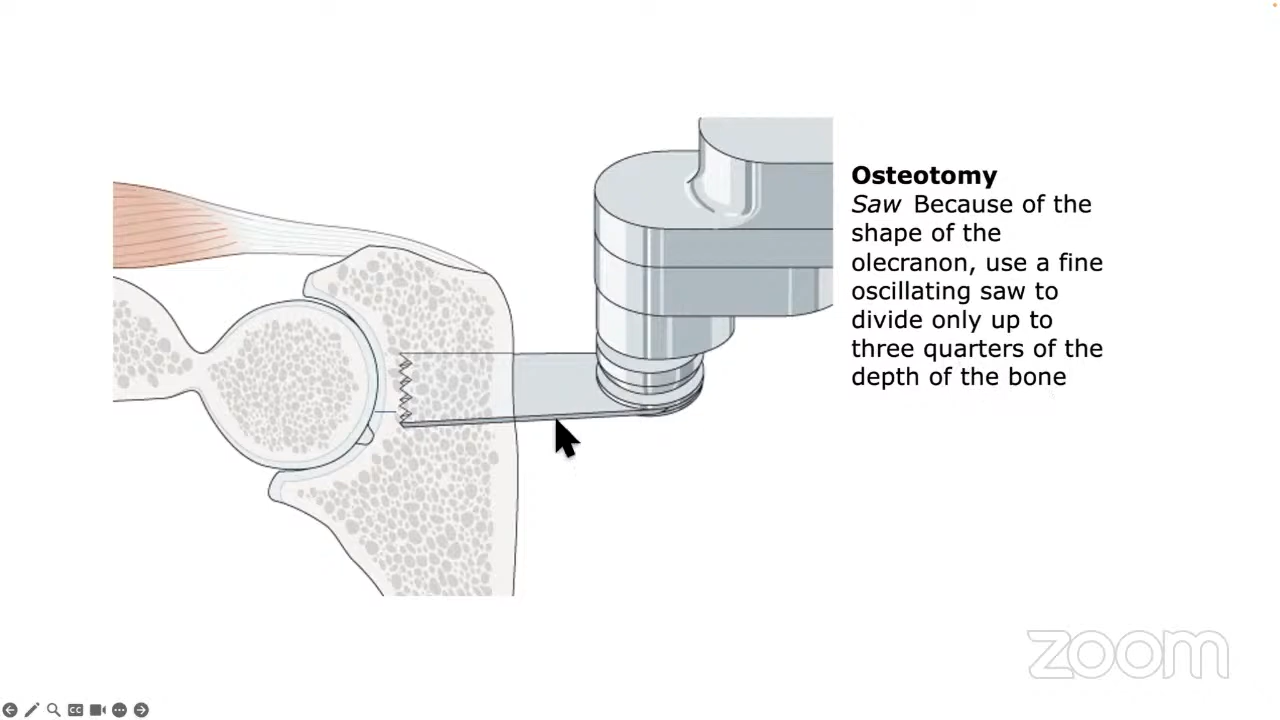 Osteotomy
Saw Because of the
shape of the
olecranon, use a fine
oscillating saw to
divide only up to
three quarters of the
depth of the bone
zoom
CC